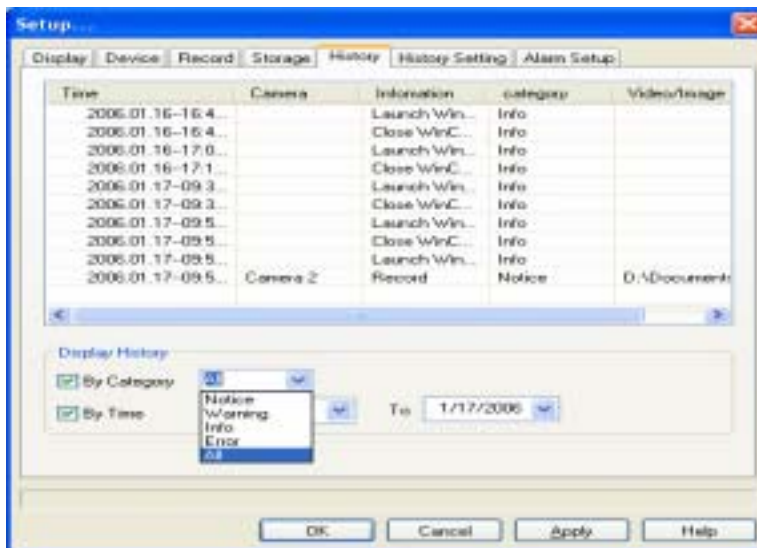 Setup...
Display Device Record Storage History History Setting Alarm Setup
Time Camera Infomation category Video/Image
2006.01.16-16:4... Launch Win... Info
2006.01.16-16:4... Close WinC... Info
2006.01.16-17:0... Launch Win... Info
2006.01.16-17:1... Close WinC... Info
2006.01.17-09:3... Launch Win... Info
2006.01.17-09:3... Close WinC... Info
2006.01.17-09:5... Launch Win... Info
2006.01.17-09:5... Close WinC... Info
2006.01.17-09:5... Launch Win... Info
2006.01.17-09:5... Camera 2 Record Notice D:\Documents
Display History
By Category All
Notice
By Time Warning To 1/17/2006
Info
Error
All
OK Cancel Apply Help